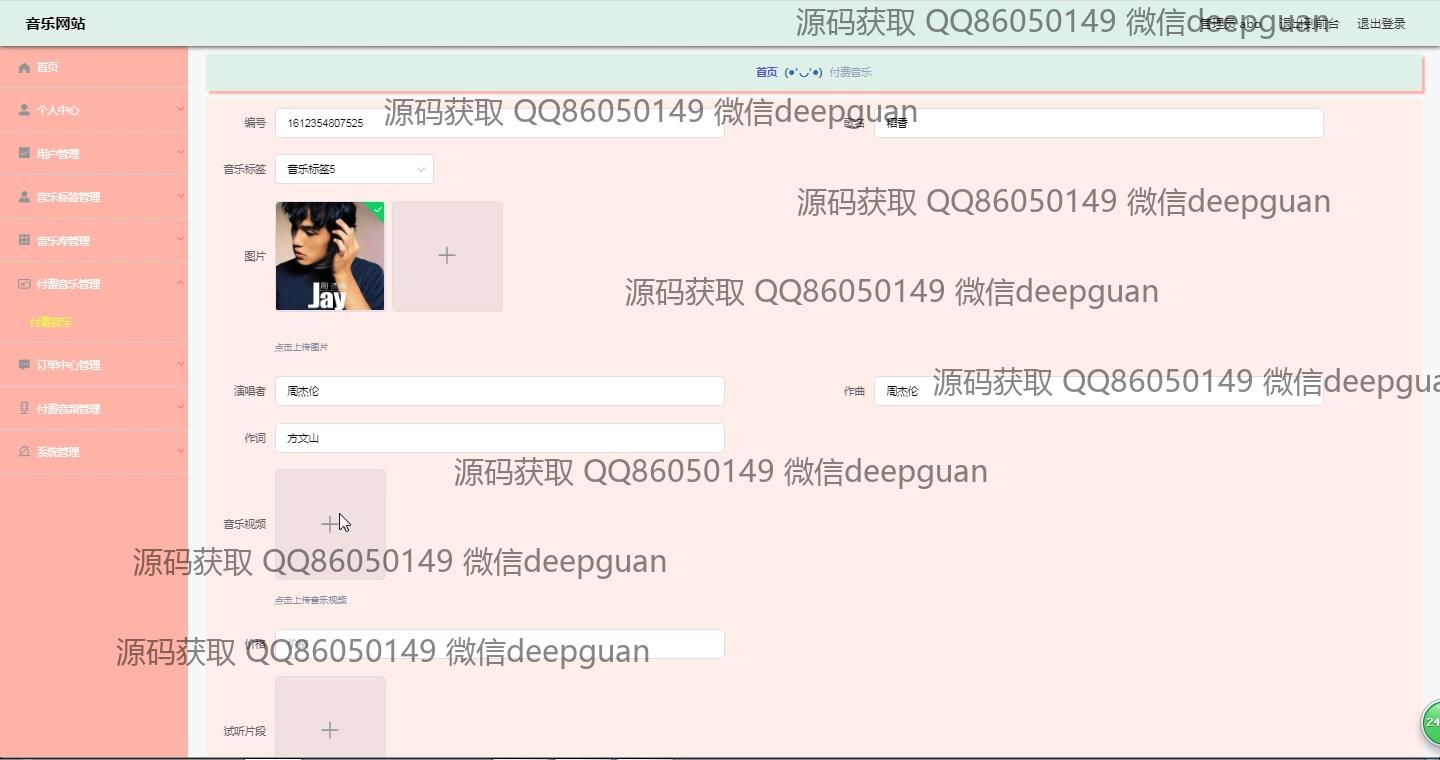 音乐网站
源码获取 QQ86050149 微信deepguan
管理员 abo 退出到前台 退出登录
首页
个人中心
用户管理
音乐标签管理
音乐库管理
付费音乐管理
付费音乐
订单中心管理
付费音频管理
系统管理
首页 (●'◡'●) 付费音乐
源码获取 QQ86050149 微信deepguan
编号 1612354807525
歌名 稻香
音乐标签 音乐标签5
源码获取 QQ86050149 微信deepguan
图片
Jay
源码获取 QQ86050149 微信deepguan
点击上传图片
演唱者 周杰伦
作曲 周杰伦
源码获取 QQ86050149 微信deepgua
作词 方文山
源码获取 QQ86050149 微信deepguan
音乐视频
源码获取 QQ86050149 微信deepguan
点击上传音乐视频
价格 价格
源码获取 QQ86050149 微信deepguan
试听片段
24